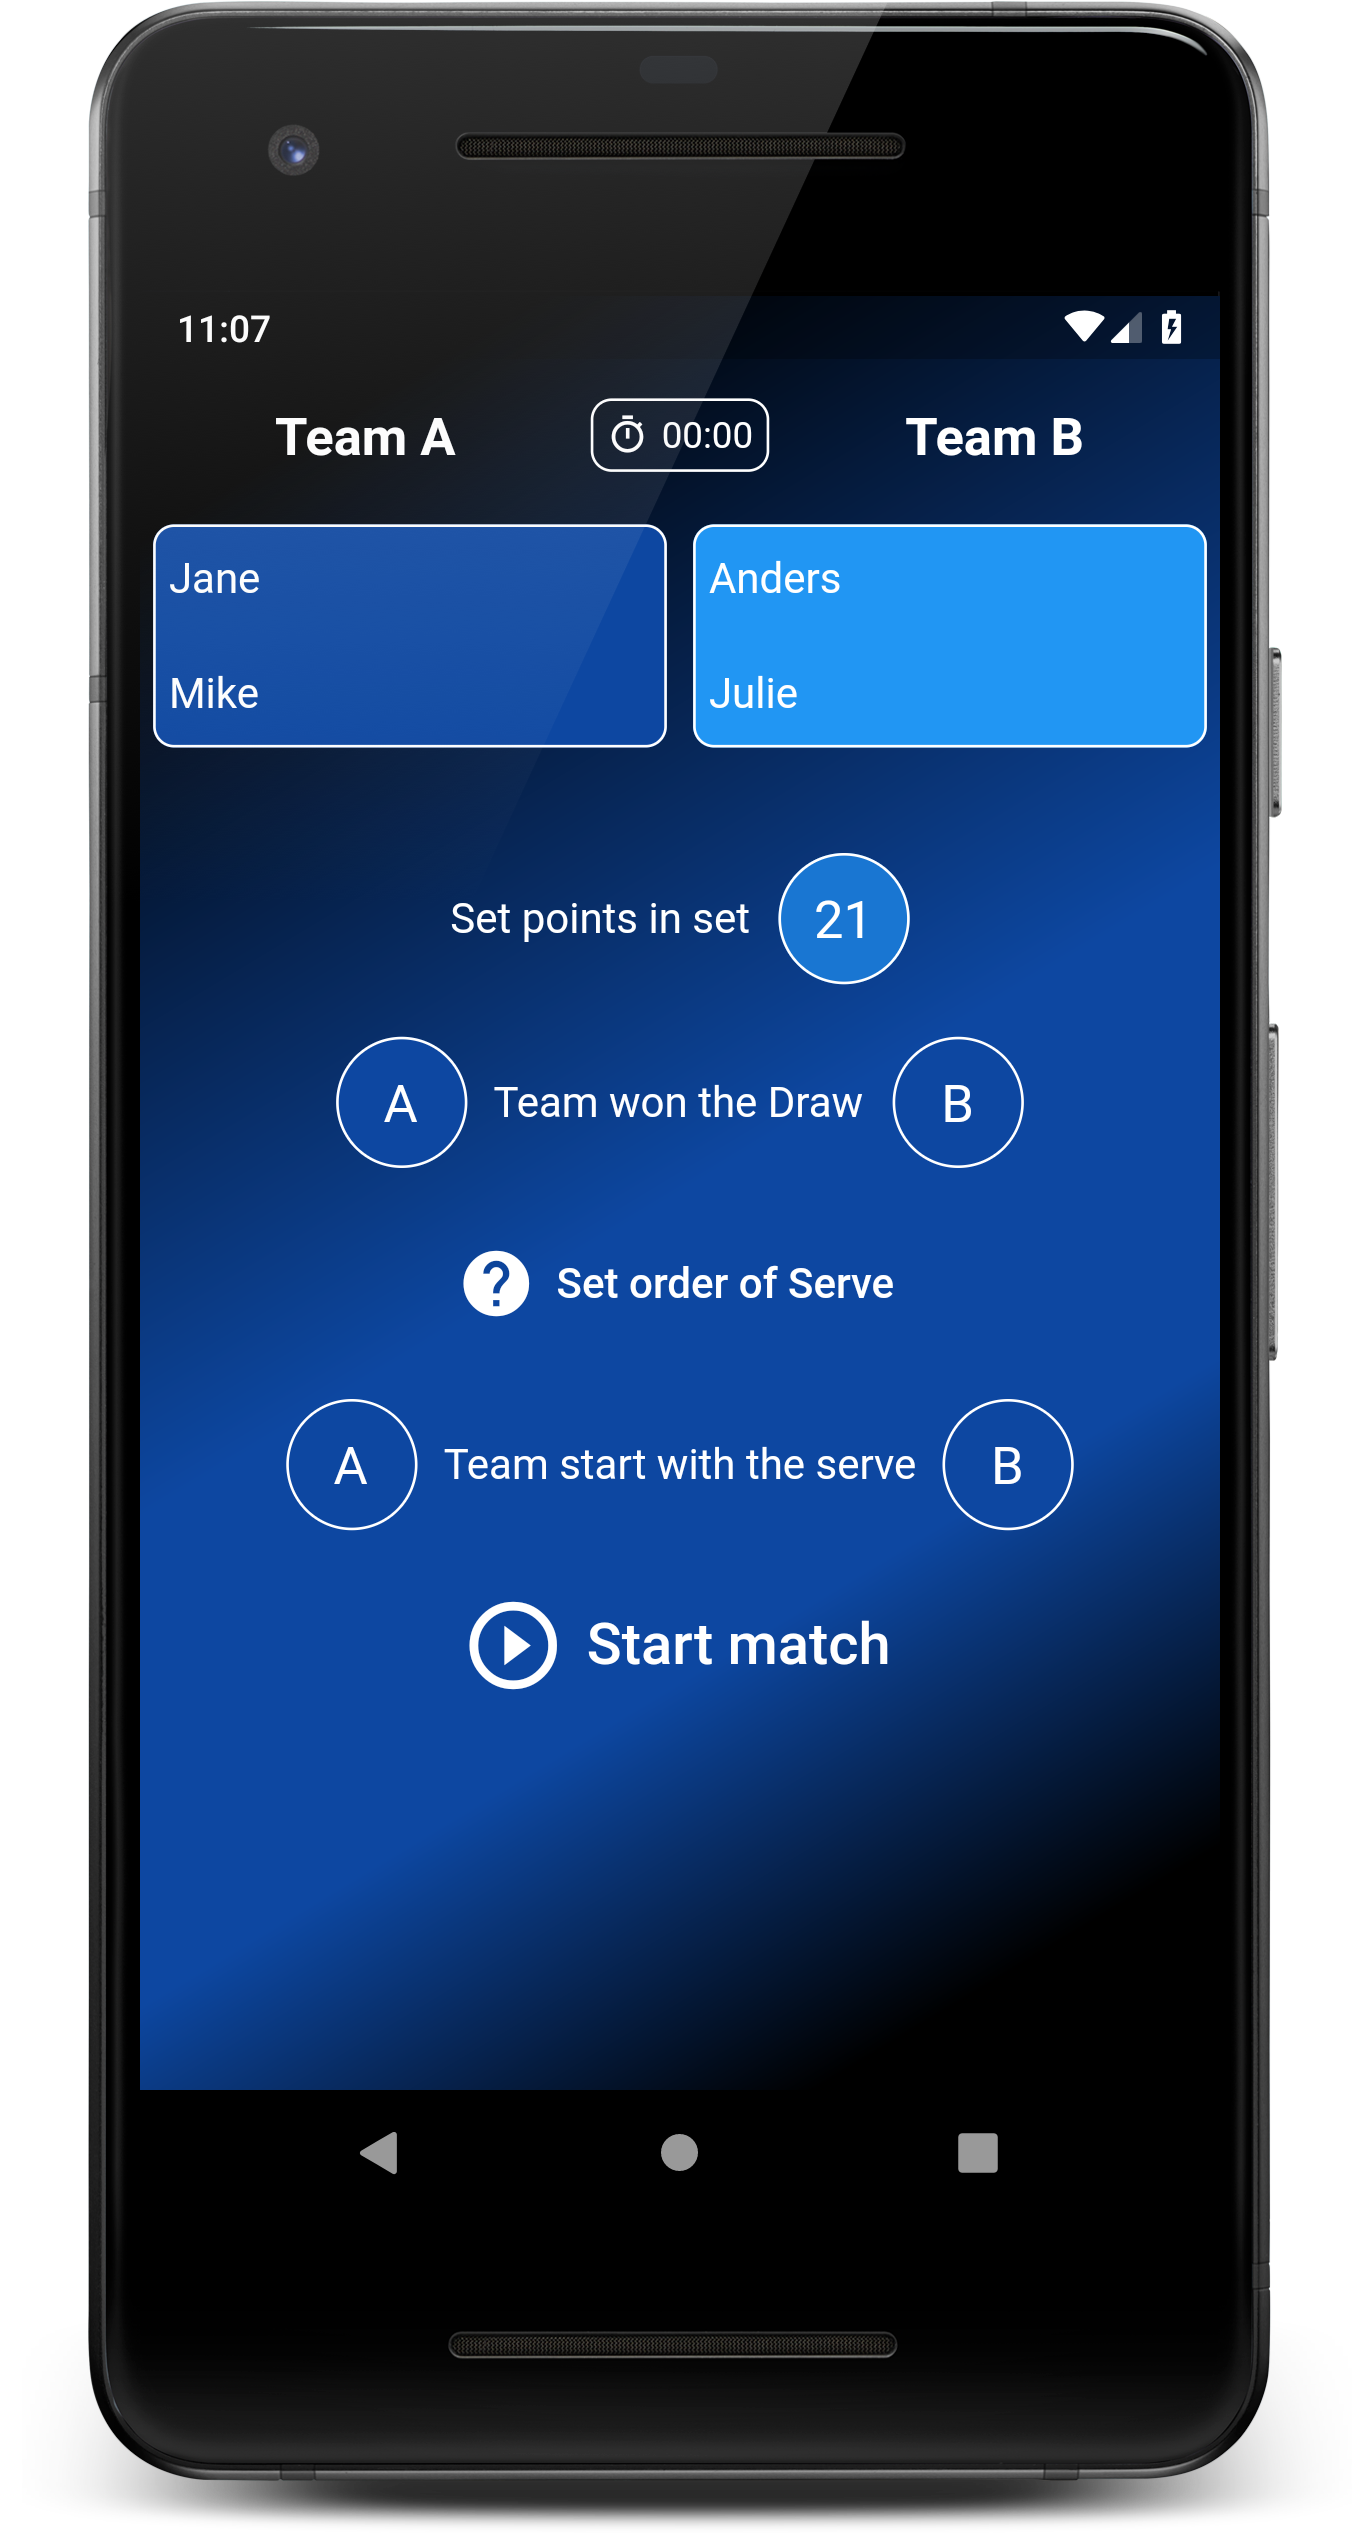 11:07
Team A 00:00 Team B
Jane Anders
Mike Julie
Set points in set 21
A Team won the Draw B
? Set order of Serve
A Team start with the serve B
Start match